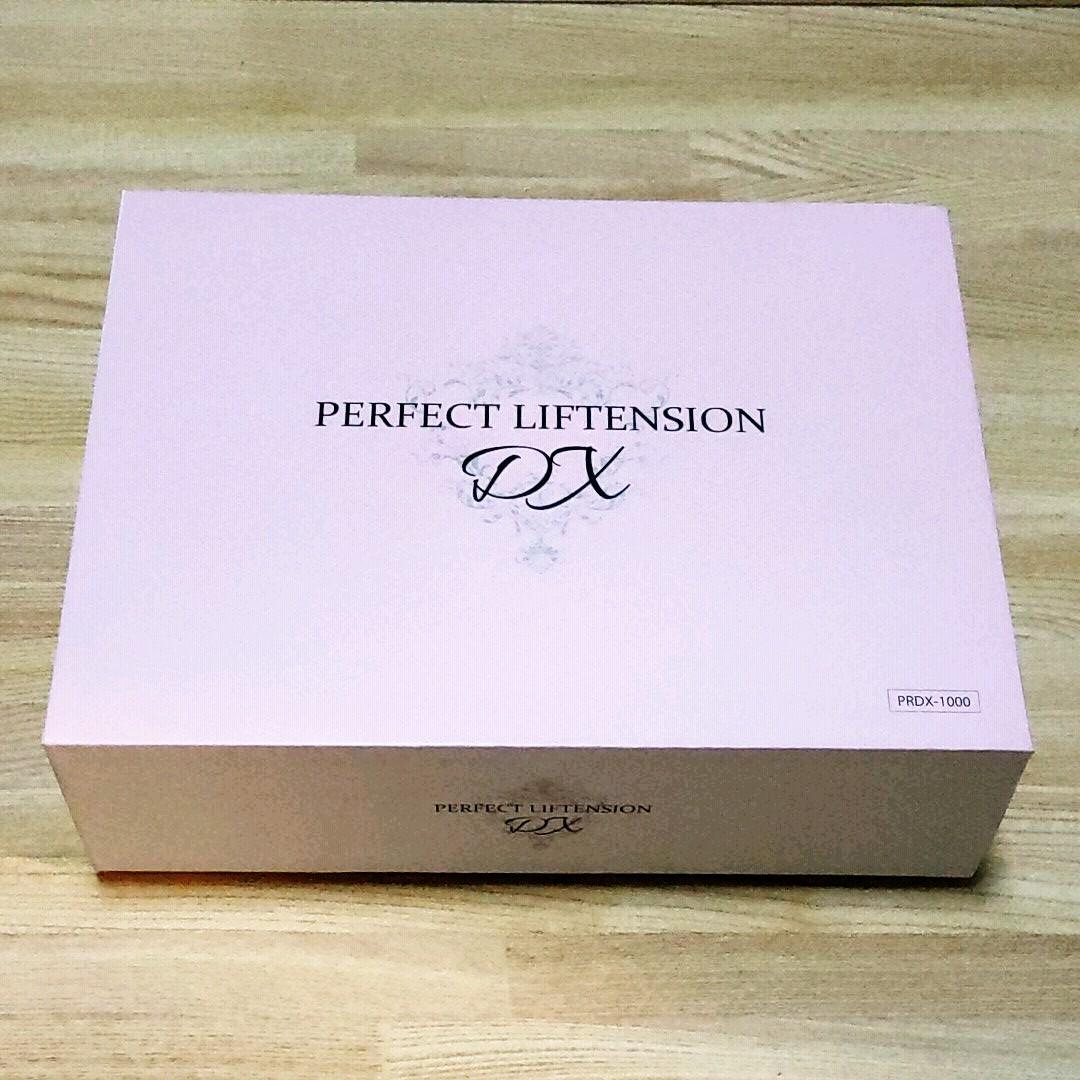 PERFECT LIFTENSION
DX
PRDX-1000
PERFECT LIFTENSION
DX